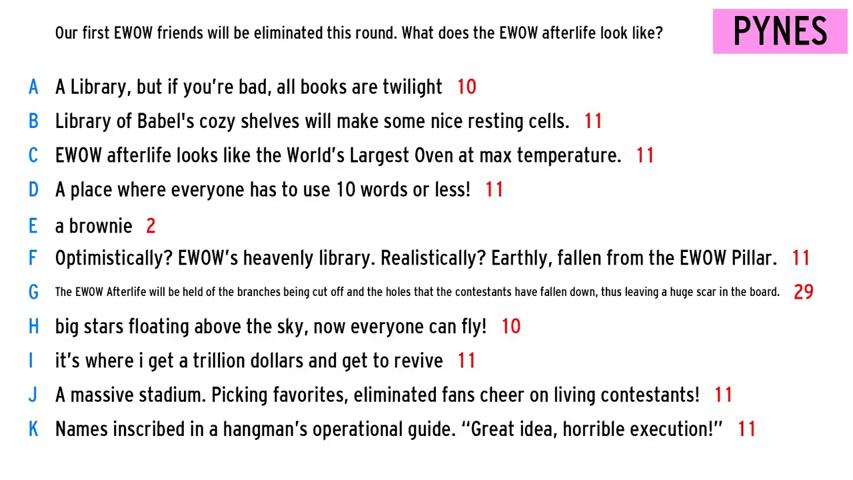 Our first EWOW friends will be eliminated this round. What does the EWOW afterlife look like?
PYNES
A A Library, but if you're bad, all books are twilight 10
B Library of Babel's cozy shelves will make some nice resting cells. 11
C EWOW afterlife looks like the World's Largest Oven at max temperature. 11
D A place where everyone has to use 10 words or less! 11
E a brownie 2
F Optimistically? EWOW's heavenly library. Realistically? Earthly, fallen from the EWOW Pillar. 11
G The EWOW Afterlife will be held of the branches being cut off and the holes that the contestants have fallen down, thus leaving a huge scar in the board. 29
H big stars floating above the sky, now everyone can fly! 10
I it's where i get a trillion dollars and get to revive 11
J A massive stadium. Picking favorites, eliminated fans cheer on living contestants! 11
K Names inscribed in a hangman's operational guide. “Great idea, horrible execution!” 11